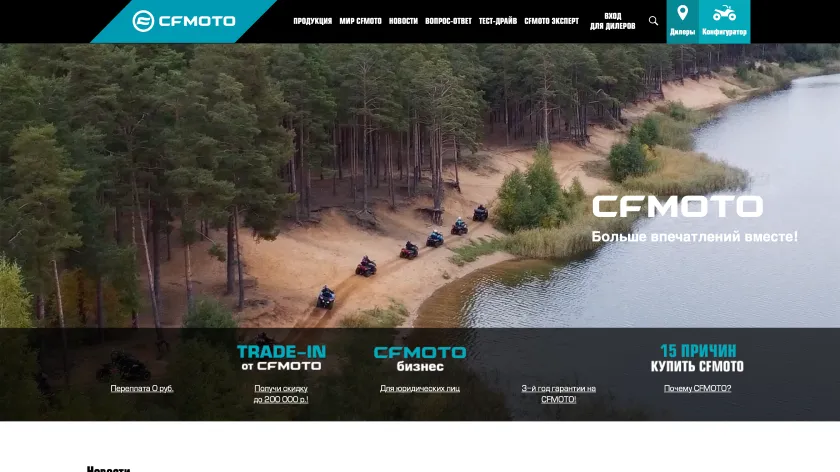 CFMOTO
ПРОДУКЦИЯ МИР CFMOTO НОВОСТИ ВОПРОС-ОТВЕТ ТЕСТ-ДРАЙВ CFMOTO ЭКСПЕРТ
ВХОД
ДЛЯ ДИЛЕРОВ
Дилеры
Конфигуратор
CFMOTO
Больше впечатлений вместе!
Переплата 0 руб.
TRADE-IN
от CFMOTO
Получи скидку
до 200 000 р.!
CFMOTO
бизнес
Для юридических лиц
3-й год гарантии на
CFMOTO!
15 ПРИЧИН
КУПИТЬ CFMOTO
Почему CFMOTO?
Новости